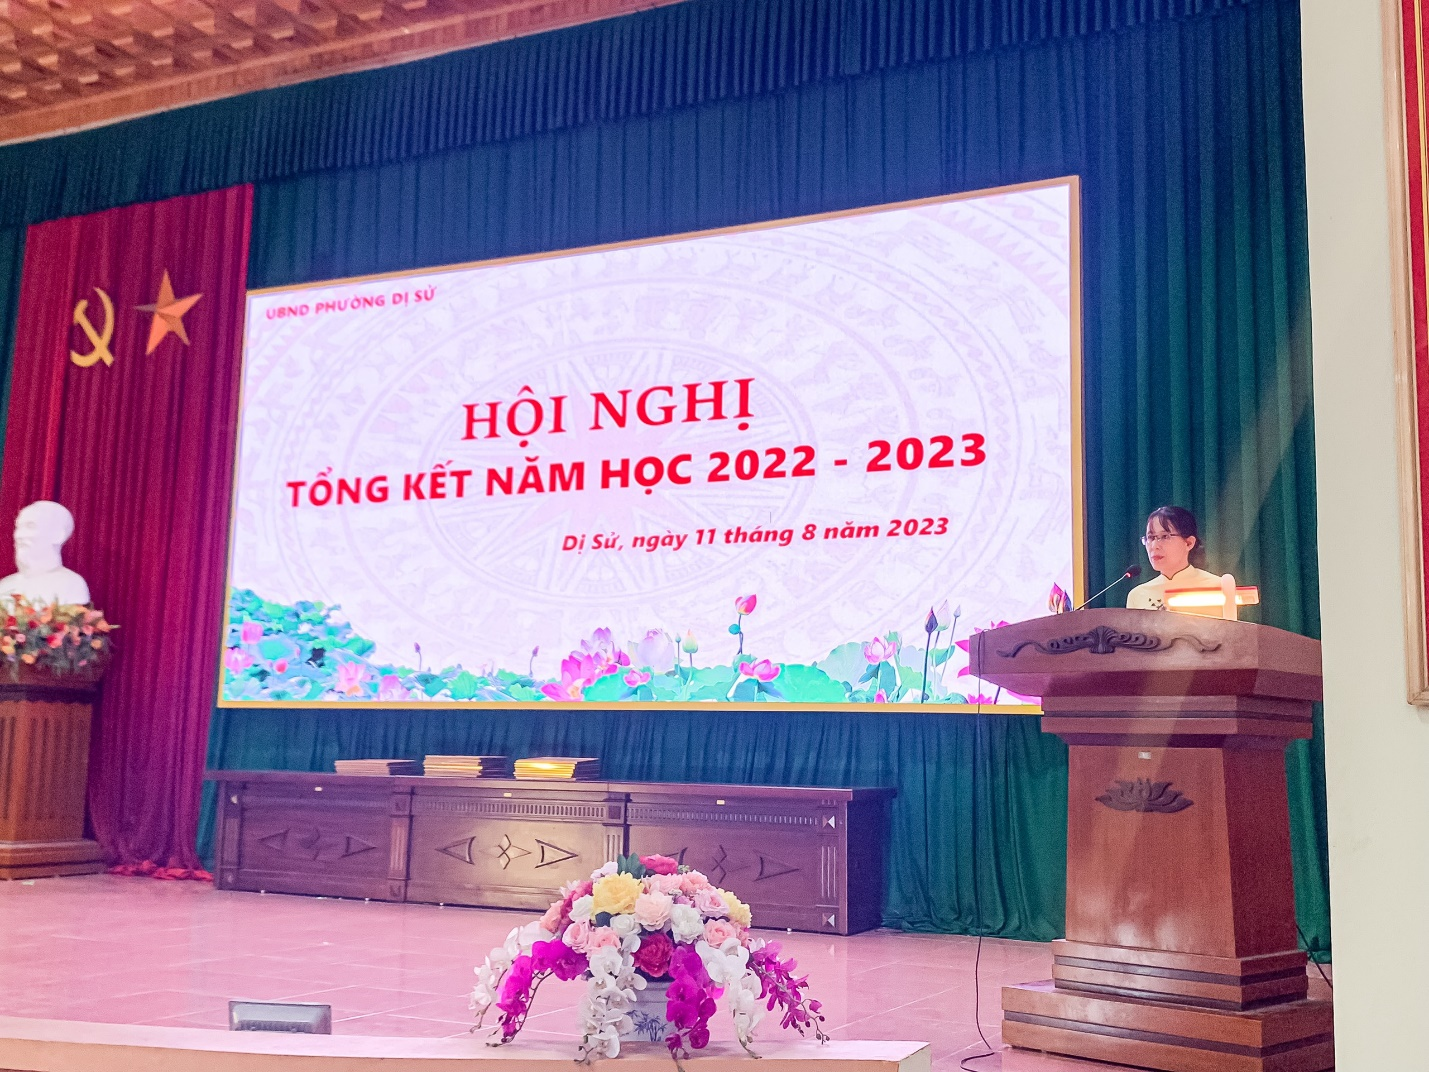 UBND PHƯỜNG DỊ SỬ
HỘI NGHỊ
TỔNG KẾT NĂM HỌC 2022 - 2023
Dị Sử, ngày 11 tháng 8 năm 2023